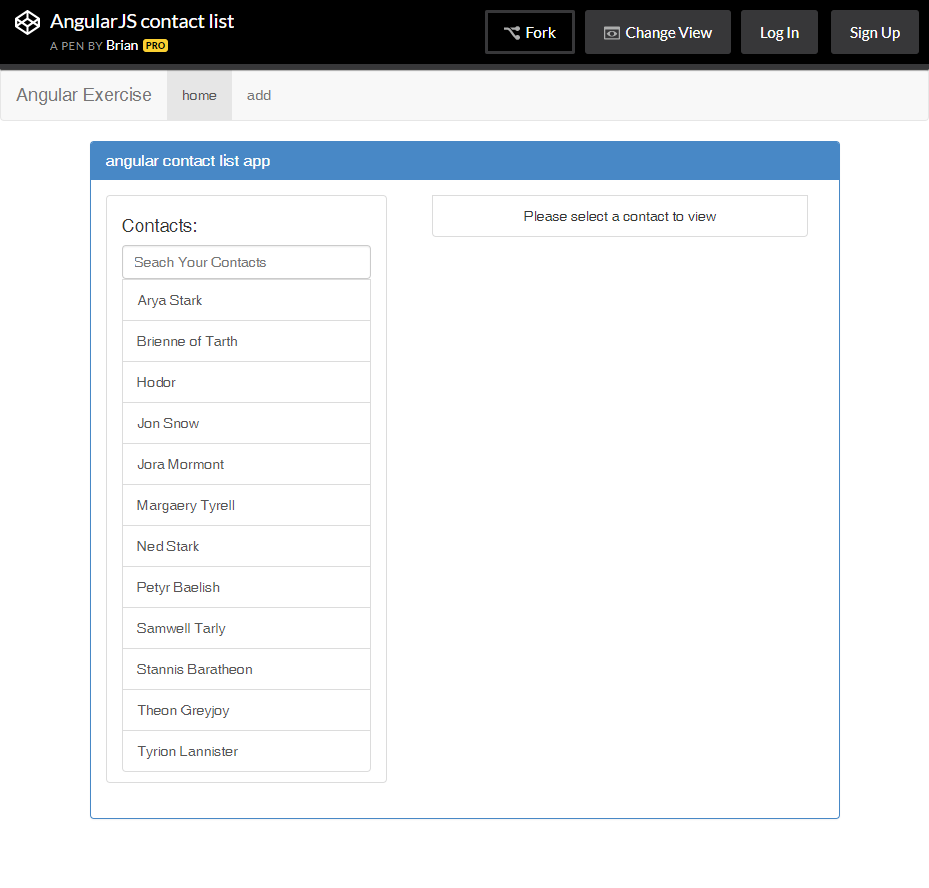 AngularJS contact list
A PEN BY Brian PRO
Fork
Change View
Log In
Sign Up
Angular Exercise
home
add
angular contact list app
Contacts:
Seach Your Contacts
Arya Stark
Brienne of Tarth
Hodor
Jon Snow
Jora Mormont
Margaery Tyrell
Ned Stark
Petyr Baelish
Samwell Tarly
Stannis Baratheon
Theon Greyjoy
Tyrion Lannister
Please select a contact to view